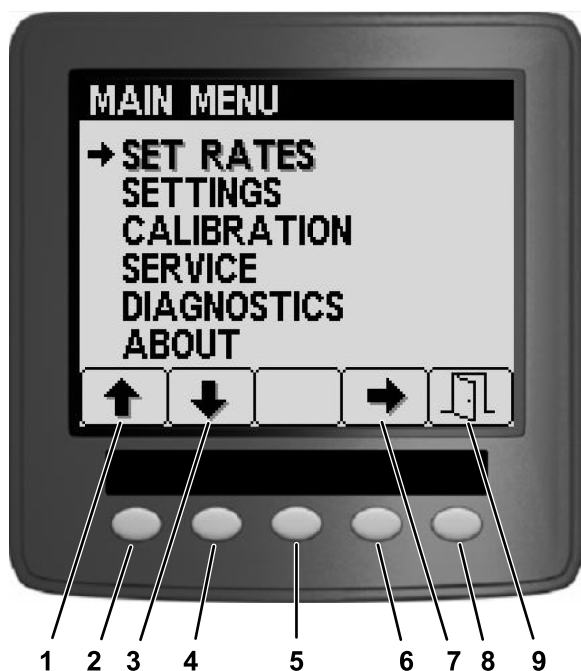 MAIN MENU
SET RATES
SETTINGS
CALIBRATION
SERVICE
DIAGNOSTICS
ABOUT
1 2 3 4 5 6 7 8 9